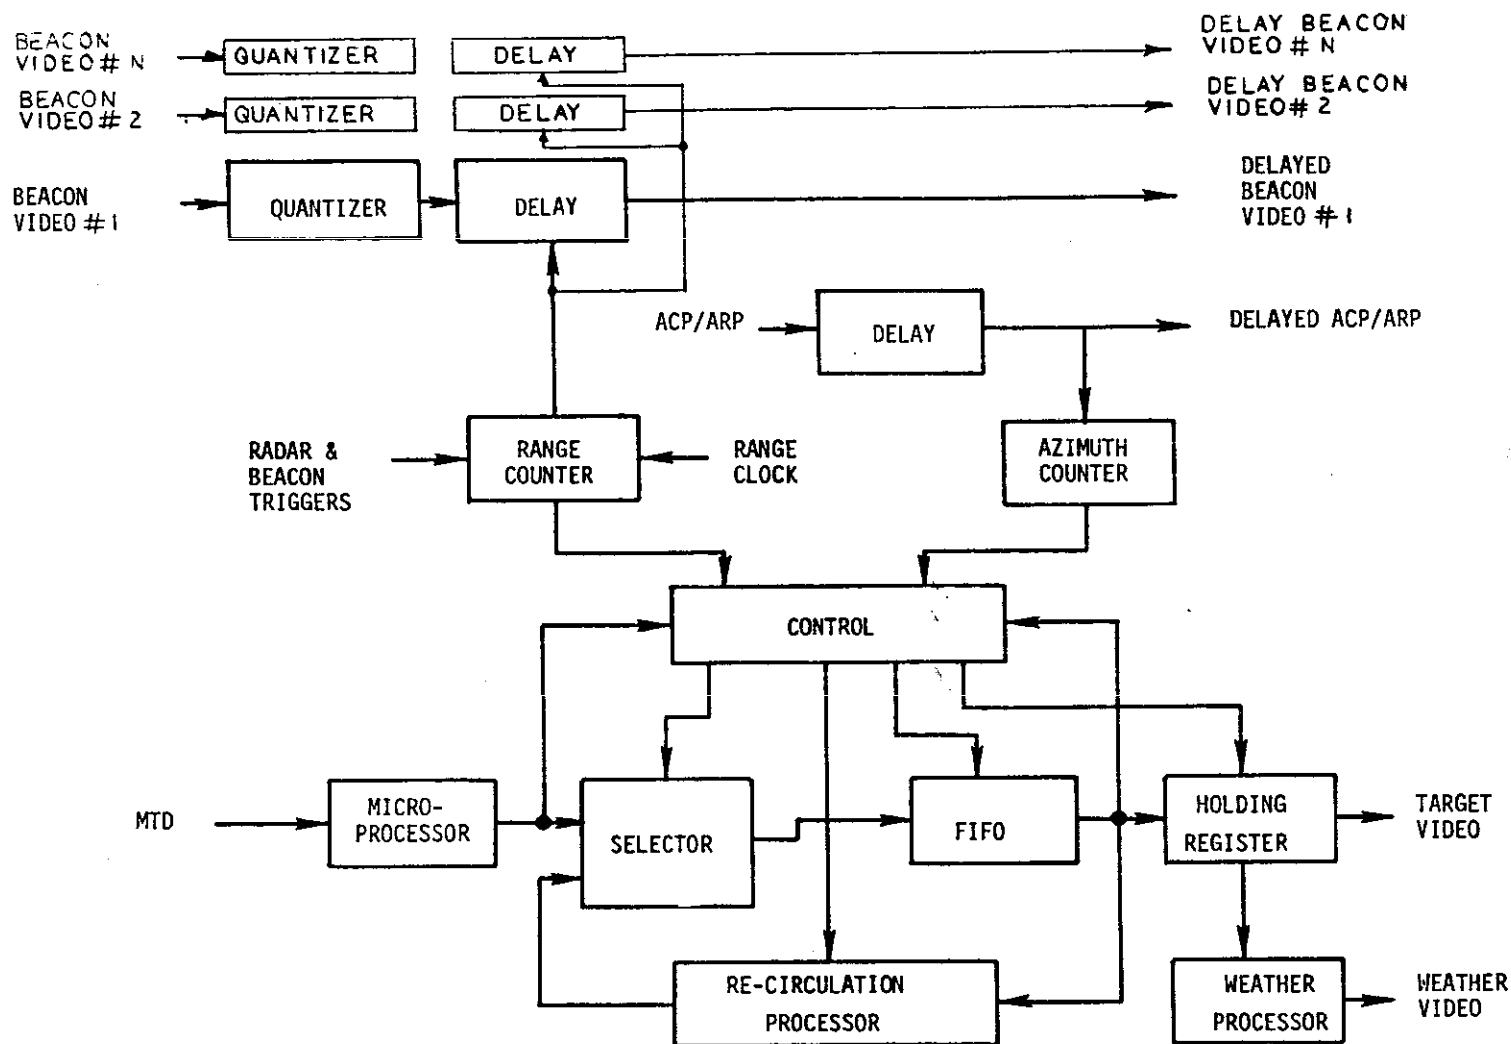 BEACON
VIDEO # N
QUANTIZER
DELAY
DELAY BEACON
VIDEO # N
BEACON
VIDEO # 2
QUANTIZER
DELAY
DELAY BEACON
VIDEO # 2
BEACON
VIDEO # 1
QUANTIZER
DELAY
DELAYED
BEACON
VIDEO # 1
ACP/ARP
DELAY
DELAYED ACP/ARP
RADAR &
BEACON
TRIGGERS
RANGE
COUNTER
RANGE
CLOCK
AZIMUTH
COUNTER
CONTROL
MTD
MICRO-
PROCESSOR
SELECTOR
FIFO
HOLDING
REGISTER
TARGET
VIDEO
RE-CIRCULATION
PROCESSOR
WEATHER
PROCESSOR
WEATHER
VIDEO